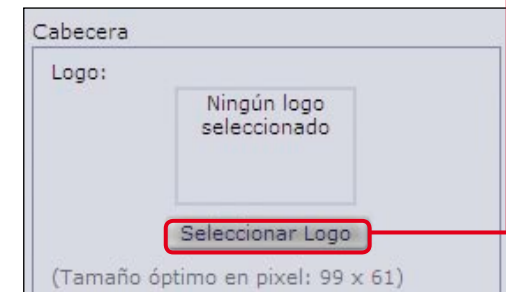 Cabecera
Logo:
Ningún logo
seleccionado
Seleccionar Logo
(Tamaño óptimo en pixel: 99 x 61)